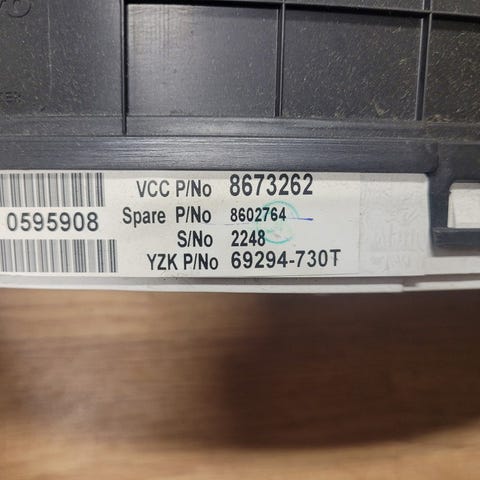 VCC P/No 8673262
0595908
Spare P/No 8602764
S/No 2248
YZK P/No 69294-730T